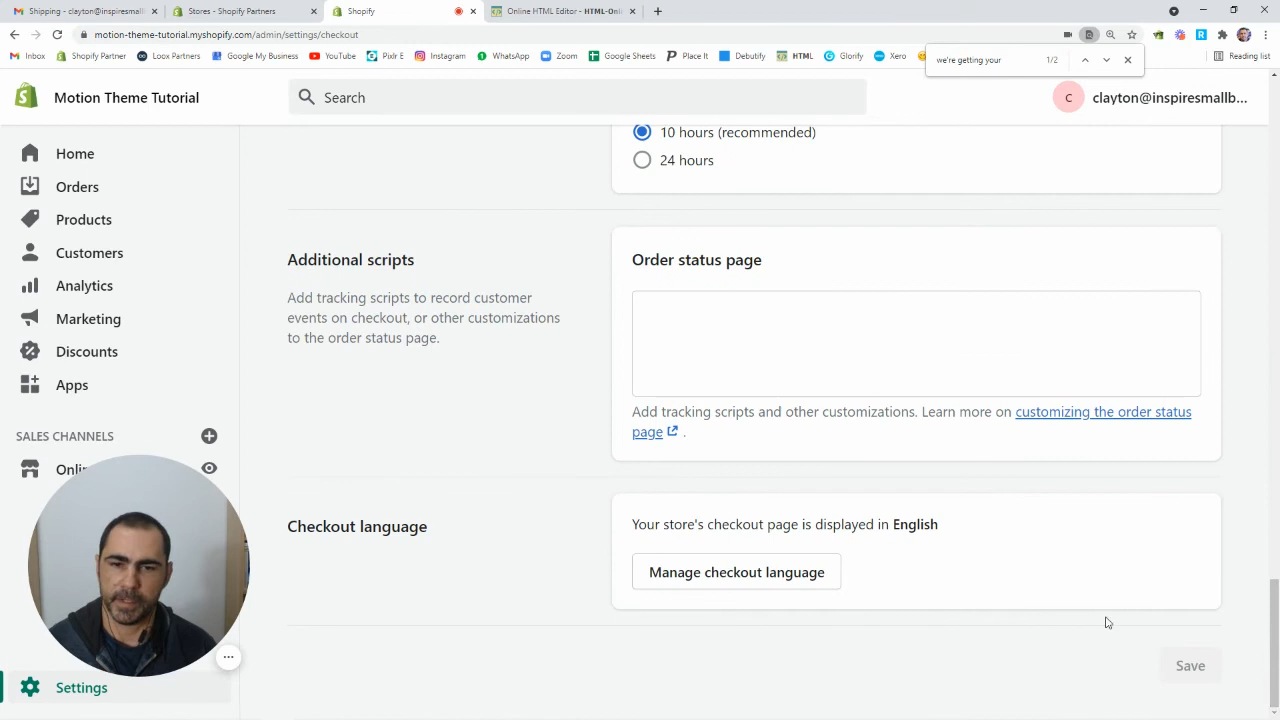 Shipping - clayton@inspiresmall
Stores - Shopify Partners
Shopify
Online HTML Editor - HTML-Onli
motion-theme-tutorial.myshopify.com/admin/settings/checkout
Inbox
Shopify Partner
Loox Partners
Google My Business
YouTube
Pixlr E
Instagram
WhatsApp
Zoom
Google Sheets
Place It
Debutify
HTML
Glorify
Xero
Reading list
we're getting your
1/2
Motion Theme Tutorial
Search
C
clayton@inspiresmallb...
Home
Orders
Products
Customers
Analytics
Marketing
Discounts
Apps
SALES CHANNELS
Onli
Settings
10 hours (recommended)
24 hours
Additional scripts
Add tracking scripts to record customer
events on checkout, or other customizations
to the order status page.
Order status page
Add tracking scripts and other customizations. Learn more on customizing the order status
page .
Checkout language
Your store's checkout page is displayed in English
Manage checkout language
Save